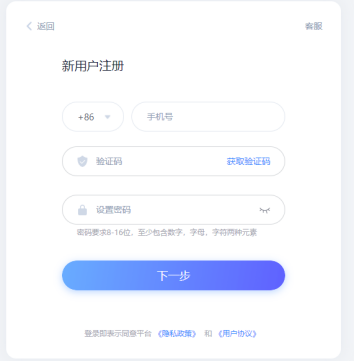 返回 客服
新用户注册
+86 手机号
验证码 获取验证码
设置密码
密码要求8-16位，至少包含数字、字母、字符两种元素
下一步
登录即表示同意平台《隐私政策》 和 《用户协议》